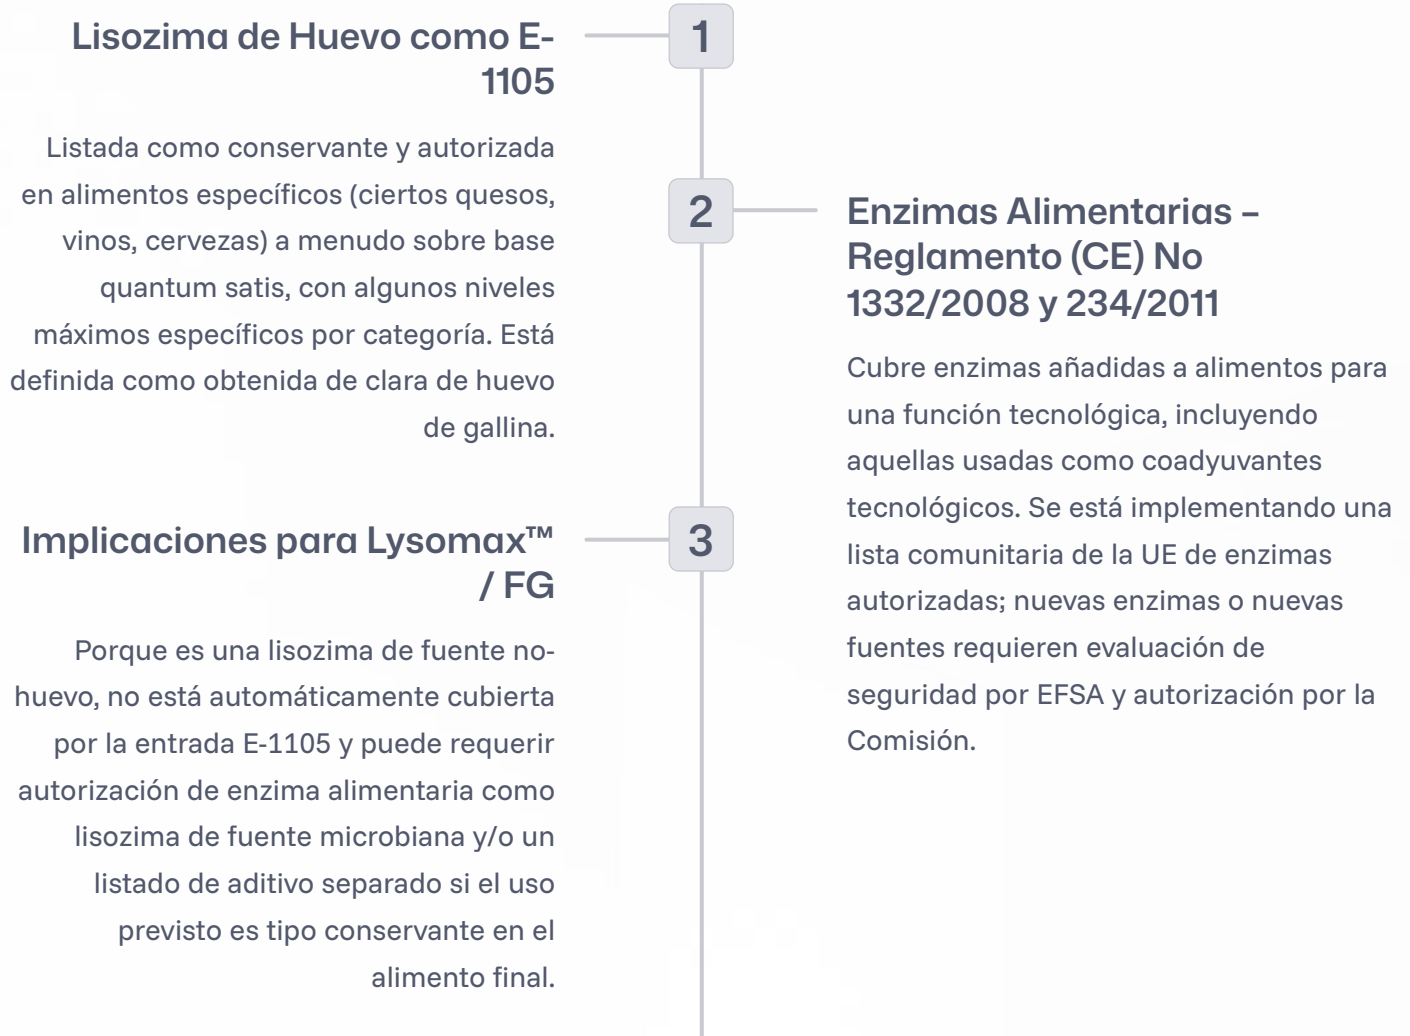 1
Lisozima de Huevo como E-
1105
Listada como conservante y autorizada
en alimentos específicos (ciertos quesos,
vinos, cervezas) a menudo sobre base
quantum satis, con algunos niveles
máximos específicos por categoría. Está
definida como obtenida de clara de huevo
de gallina.
2
Enzimas Alimentarias –
Reglamento (CE) No
1332/2008 y 234/2011
Cubre enzimas añadidas a alimentos para
una función tecnológica, incluyendo
aquellas usadas como coadyuvantes
tecnológicos. Se está implementando una
lista comunitaria de la UE de enzimas
autorizadas; nuevas enzimas o nuevas
fuentes requieren evaluación de
seguridad por EFSA y autorización por la
Comisión.
3
Implicaciones para Lysomax™
/ FG
Porque es una lisozima de fuente no-
huevo, no está automáticamente cubierta
por la entrada E-1105 y puede requerir
autorización de enzima alimentaria como
lisozima de fuente microbiana y/o un
listado de aditivo separado si el uso
previsto es tipo conservante en el
alimento final.